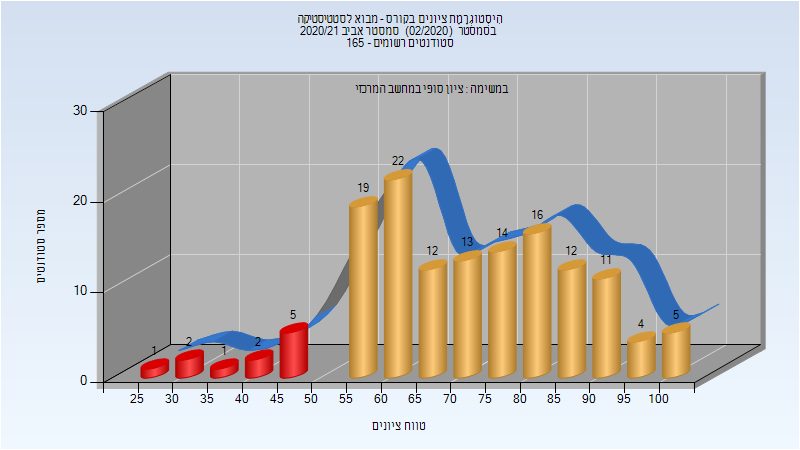 היסטוגרמת ציונים בקורס - מבוא לסטטיסטיקה
בסמסטר (02/2020) סמסטר אביב 2020/21
סטודנטים רשומים - 165
במשימה : ציון סופי במחשב המרכזי
מספר סטודנטים
30
20
10
0
1
2
1
2
5
19
22
12
13
14
16
12
11
4
5
25 30 35 40 45 50 55 60 65 70 75 80 85 90 95 100
טווח ציונים